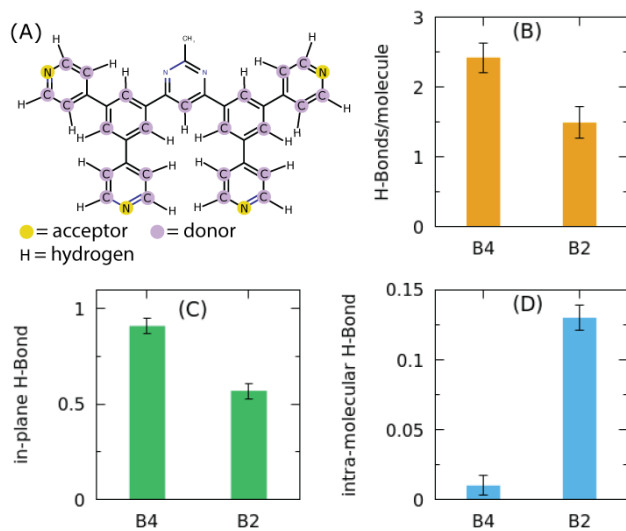 (A)
CH₃
H H H H
N C N N C N
C C C C
H C C C H
H H
C C H C C
H H H H
C C C C
C C C C
H N H H N H
= acceptor = donor
H = hydrogen
(B)
H-Bonds/molecule
3
2
1
0
B4 B2
(C)
in-plane H-Bond
1
0.5
0
B4 B2
(D)
intra-molecular H-Bond
0.15
0.1
0.05
0
B4 B2